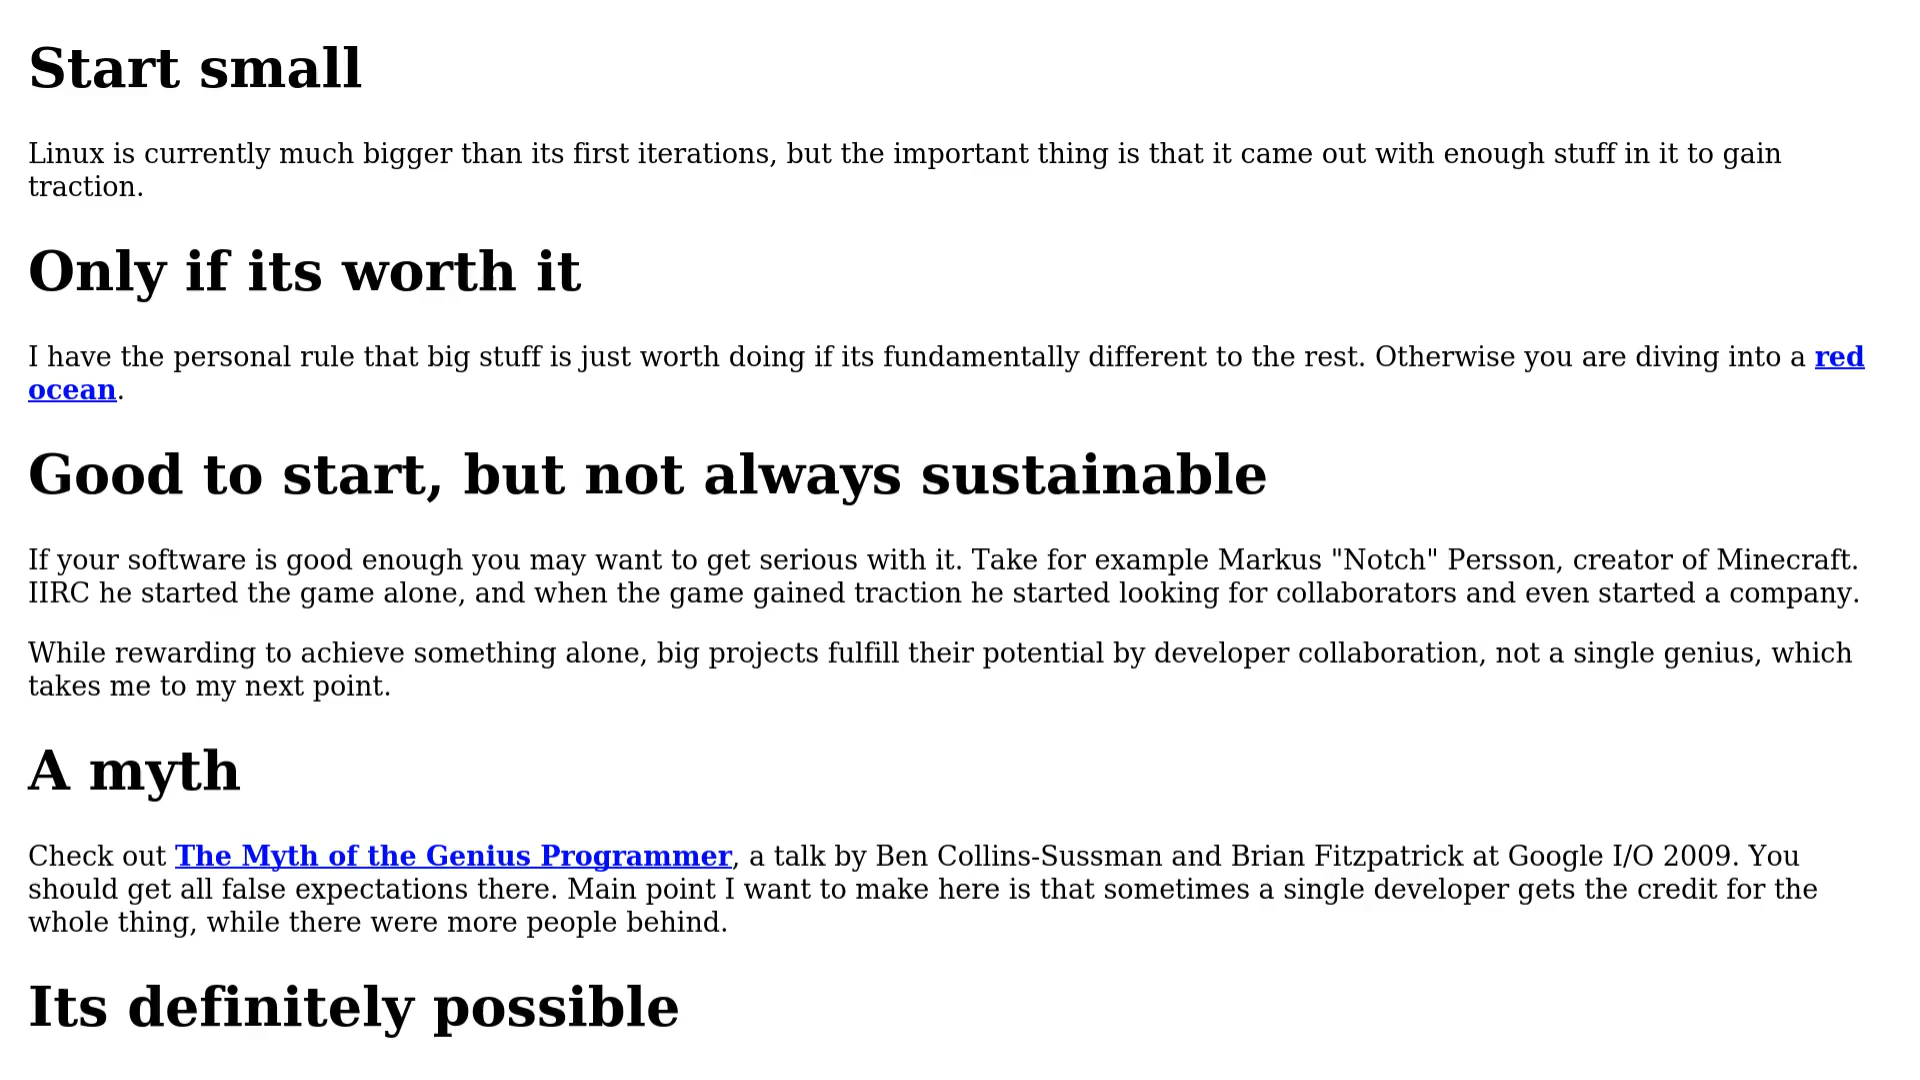 Start small
Linux is currently much bigger than its first iterations, but the important thing is that it came out with enough stuff in it to gain
traction.
Only if its worth it
I have the personal rule that big stuff is just worth doing if its fundamentally different to the rest. Otherwise you are diving into a red
ocean.
Good to start, but not always sustainable
If your software is good enough you may want to get serious with it. Take for example Markus "Notch" Persson, creator of Minecraft.
IIRC he started the game alone, and when the game gained traction he started looking for collaborators and even started a company.
While rewarding to achieve something alone, big projects fulfill their potential by developer collaboration, not a single genius, which
takes me to my next point.
A myth
Check out The Myth of the Genius Programmer, a talk by Ben Collins-Sussman and Brian Fitzpatrick at Google I/O 2009. You
should get all false expectations there. Main point I want to make here is that sometimes a single developer gets the credit for the
whole thing, while there were more people behind.
Its definitely possible